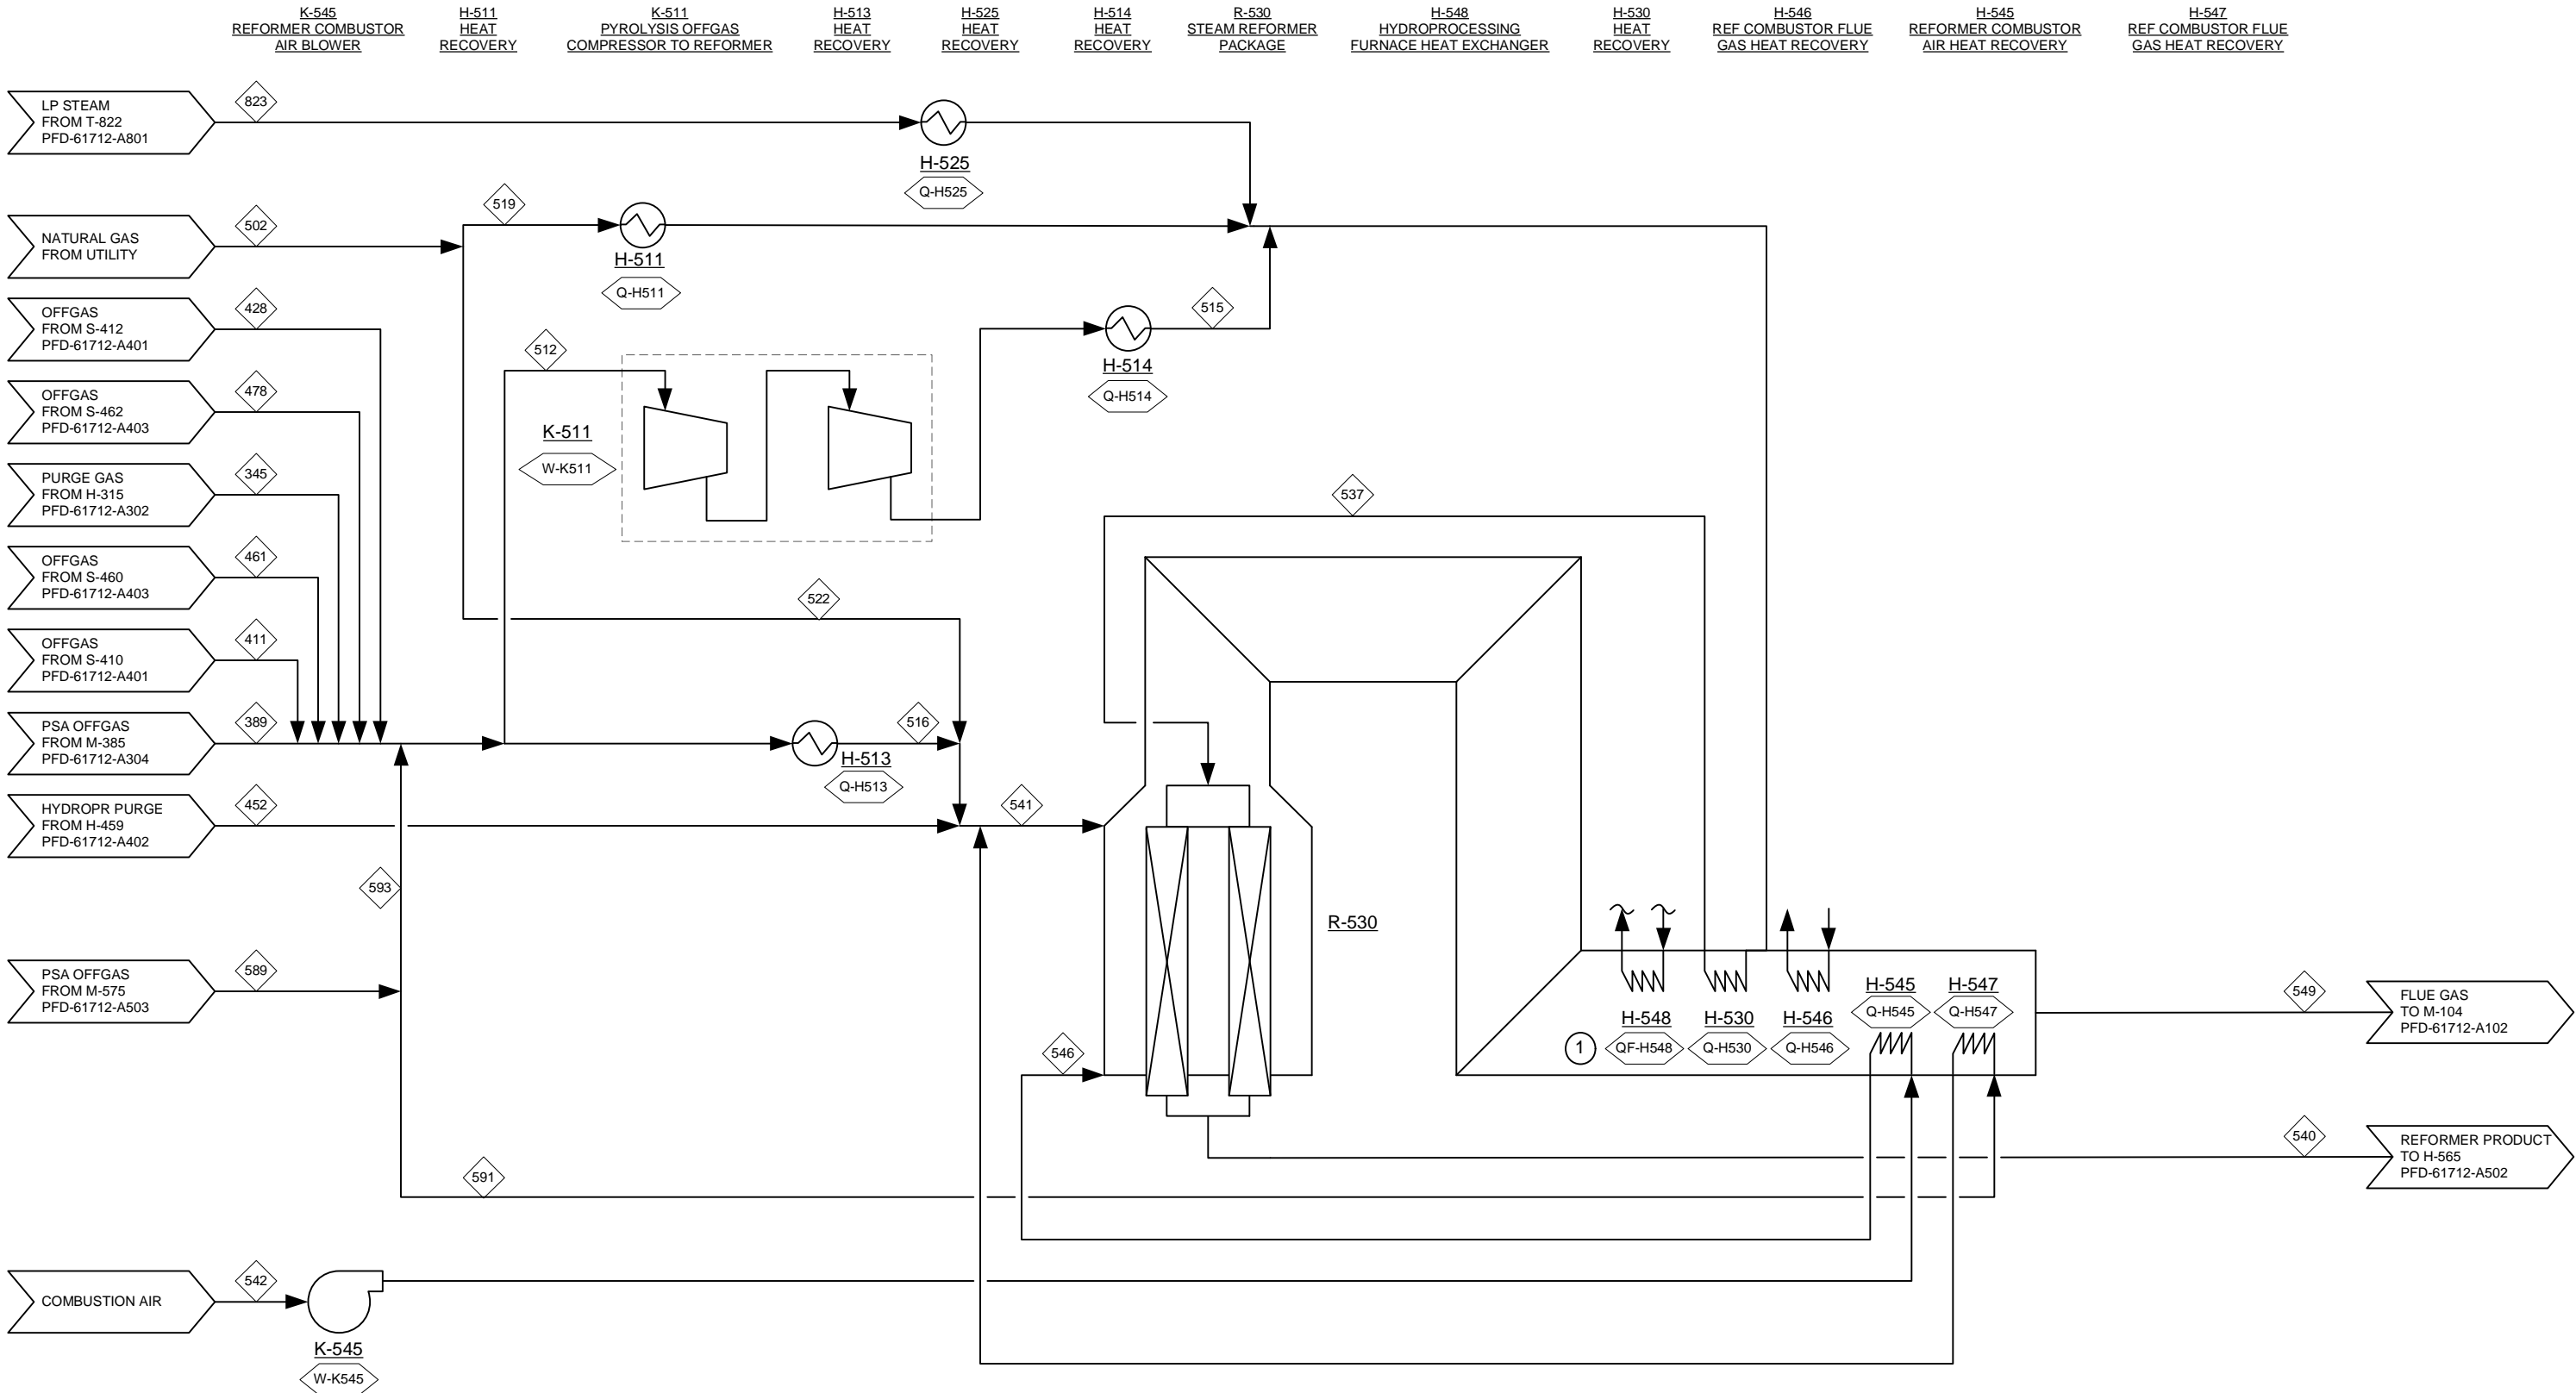 K-545
REFORMER COMBUSTOR
AIR BLOWER
H-511
HEAT
RECOVERY
K-511
PYROLYSIS OFFGAS
COMPRESSOR TO REFORMER
H-513
HEAT
RECOVERY
H-525
HEAT
RECOVERY
H-514
HEAT
RECOVERY
R-530
STEAM REFORMER
PACKAGE
H-548
HYDROPROCESSING
FURNACE HEAT EXCHANGER
H-530
HEAT
RECOVERY
H-546
REF COMBUSTOR FLUE
GAS HEAT RECOVERY
H-545
REFORMER COMBUSTOR
AIR HEAT RECOVERY
H-547
REF COMBUSTOR FLUE
GAS HEAT RECOVERY
LP STEAM
FROM T-822
PFD-61712-A801
823
H-525
Q-H525
NATURAL GAS
FROM UTILITY
502
519
H-511
Q-H511
OFFGAS
FROM S-412
PFD-61712-A401
428
512
515
H-514
Q-H514
OFFGAS
FROM S-462
PFD-61712-A403
478
K-511
W-K511
PURGE GAS
FROM H-315
PFD-61712-A302
345
537
OFFGAS
FROM S-460
PFD-61712-A403
461
522
OFFGAS
FROM S-410
PFD-61712-A401
411
PSA OFFGAS
FROM M-385
PFD-61712-A304
389
516
H-513
Q-H513
HYDROPR PURGE
FROM H-459
PFD-61712-A402
452
541
593
R-530
PSA OFFGAS
FROM M-575
PFD-61712-A503
589
546
1
H-548
QF-H548
H-530
Q-H530
H-546
Q-H546
H-545
Q-H545
H-547
Q-H547
549
FLUE GAS
TO M-104
PFD-61712-A102
591
540
REFORMER PRODUCT
TO H-565
PFD-61712-A502
COMBUSTION AIR
542
K-545
W-K545